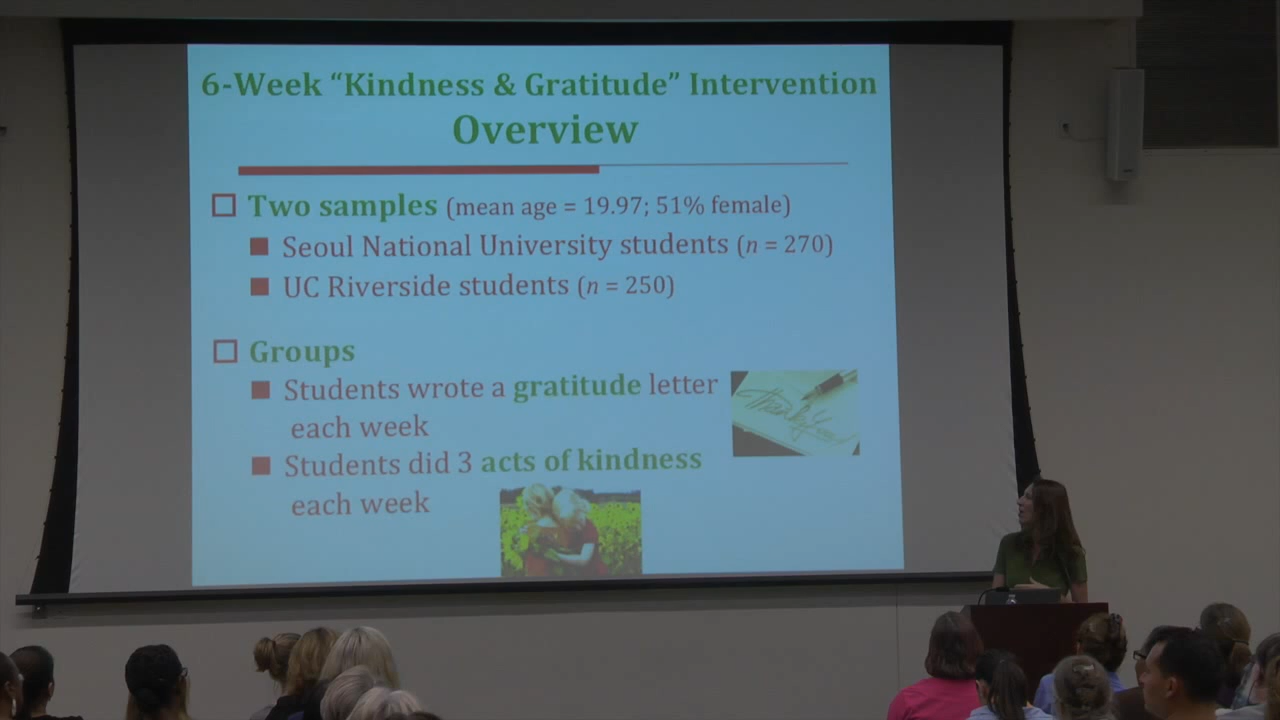 6-Week “Kindness & Gratitude” Intervention
Overview
Two samples (mean age = 19.97; 51% female)
Seoul National University students (n = 270)
UC Riverside students (n = 250)
Groups
Students wrote a gratitude letter
each week
Thank You
Students did 3 acts of kindness
each week